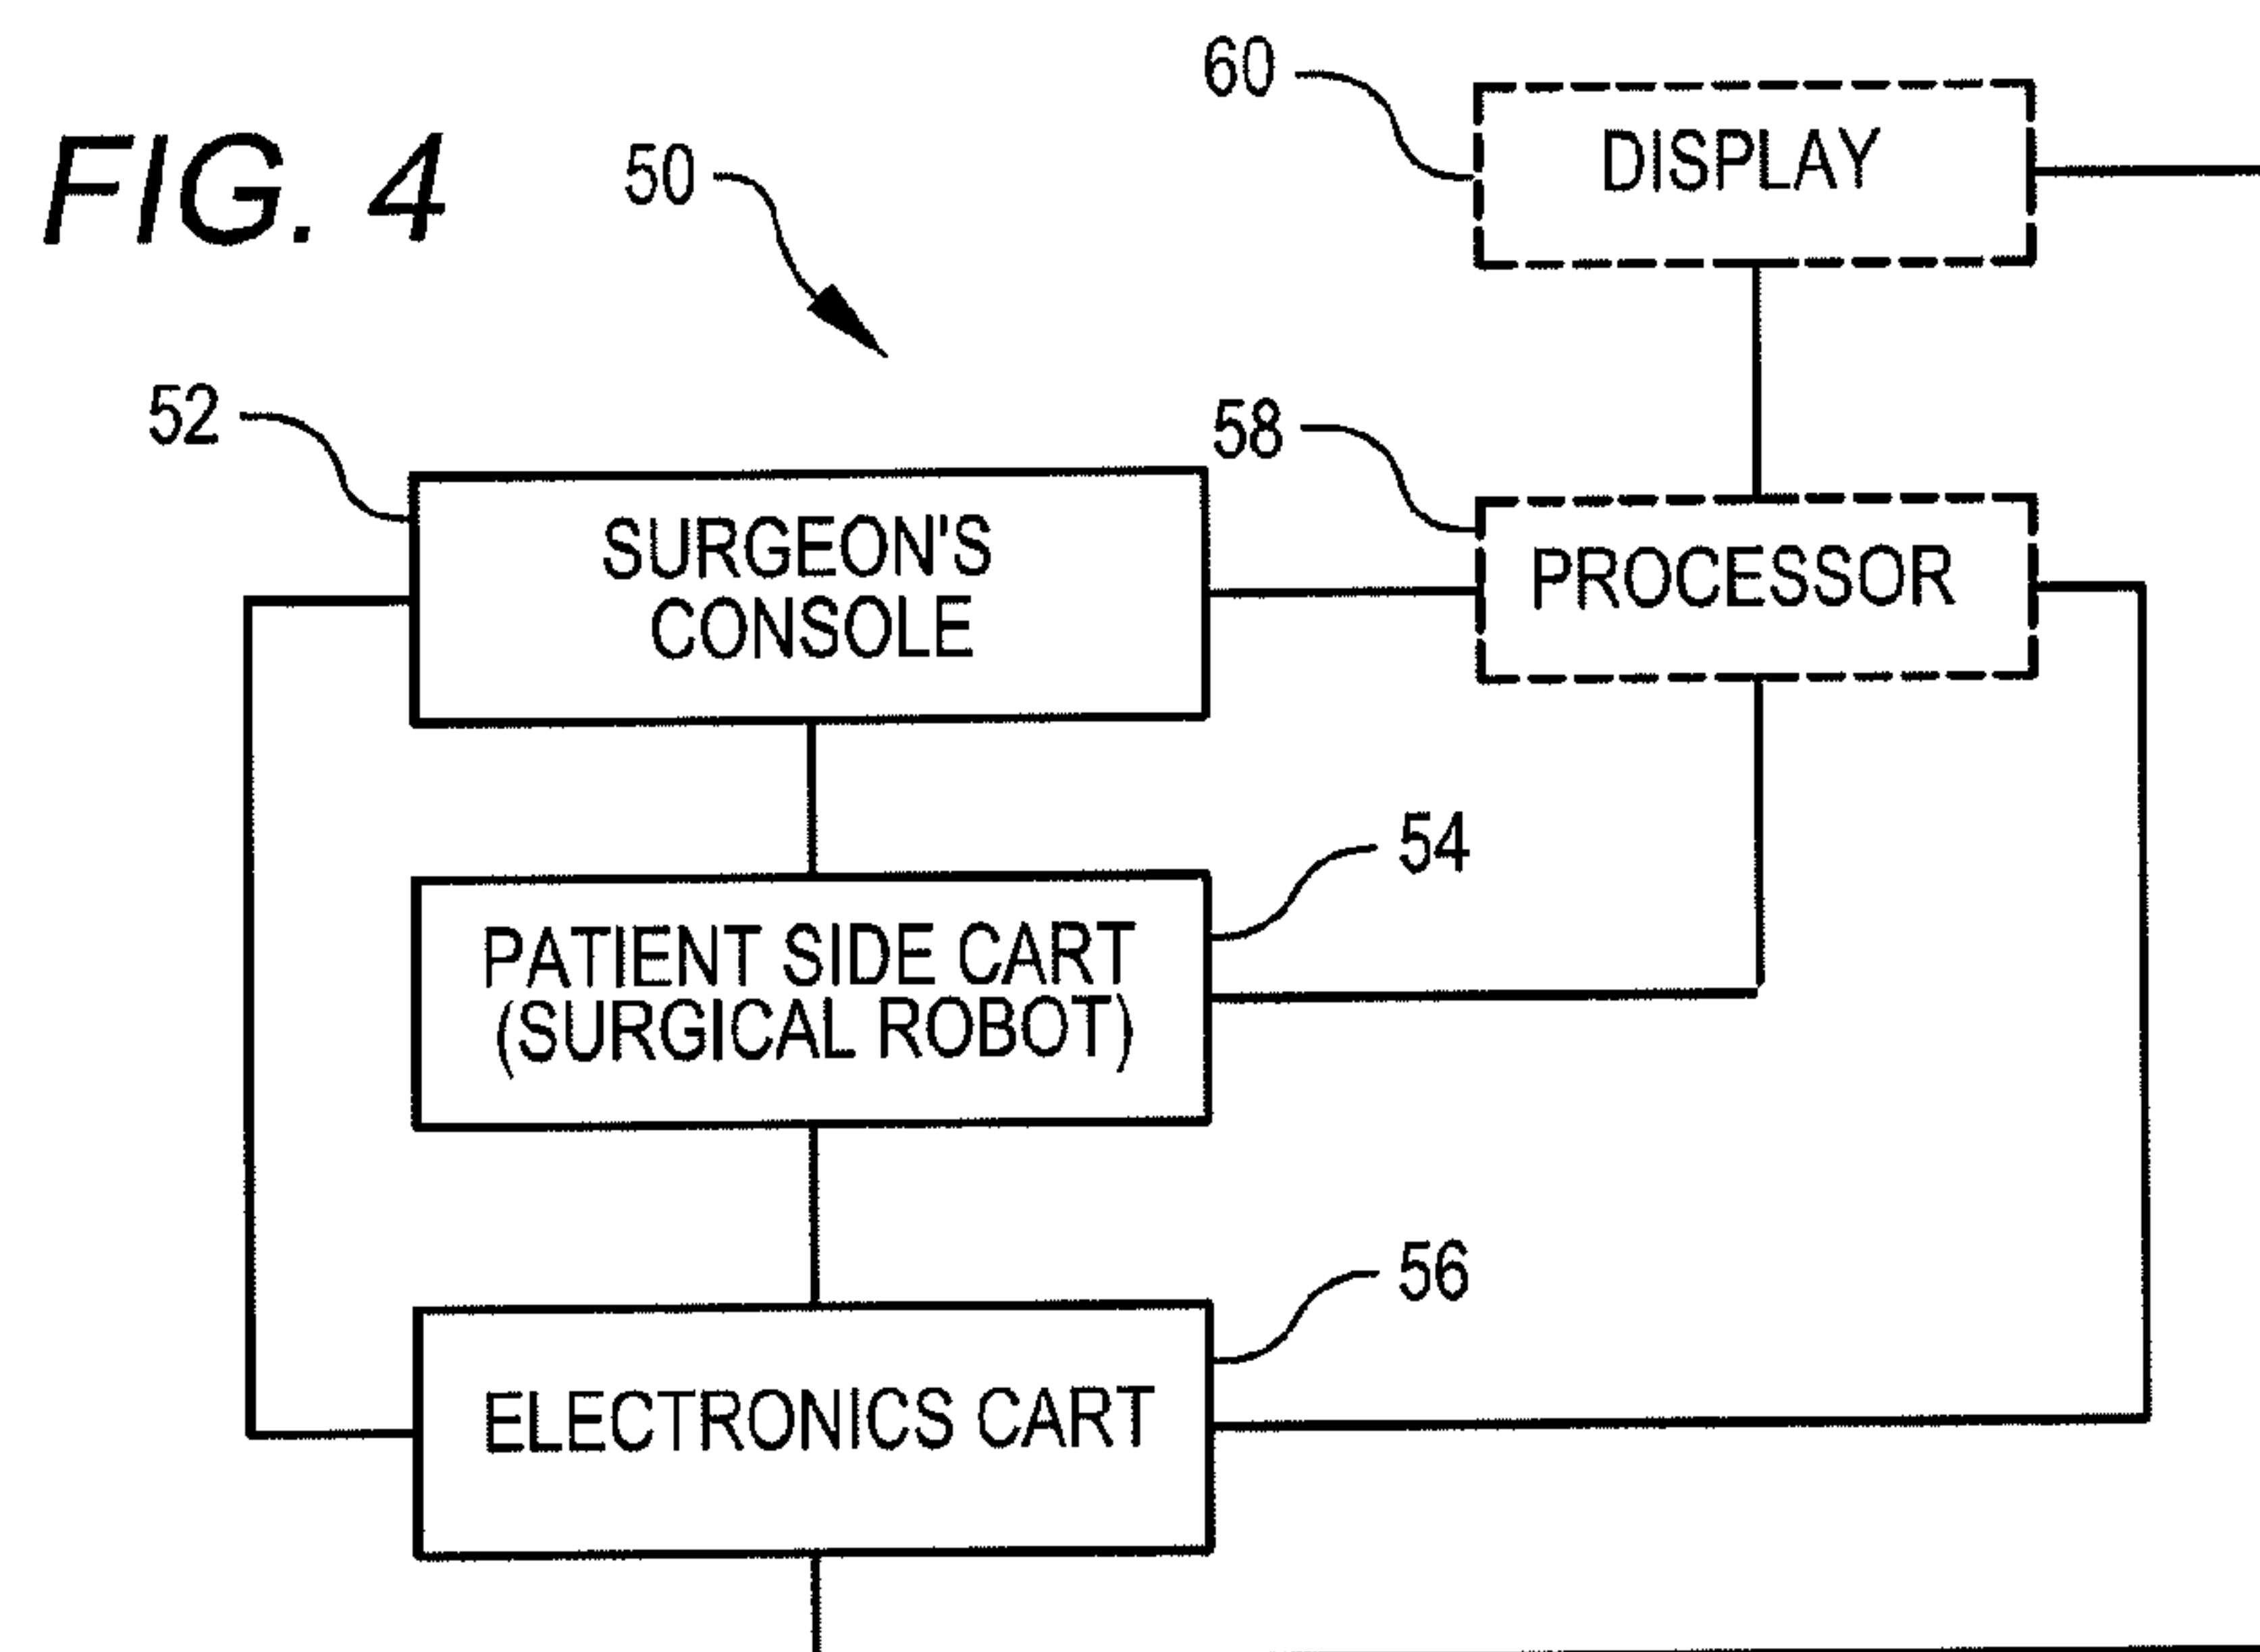 FIG. 4
60
DISPLAY
50
52
58
SURGEON'S
CONSOLE
PROCESSOR
54
PATIENT SIDE CART
(SURGICAL ROBOT)
56
ELECTRONICS CART